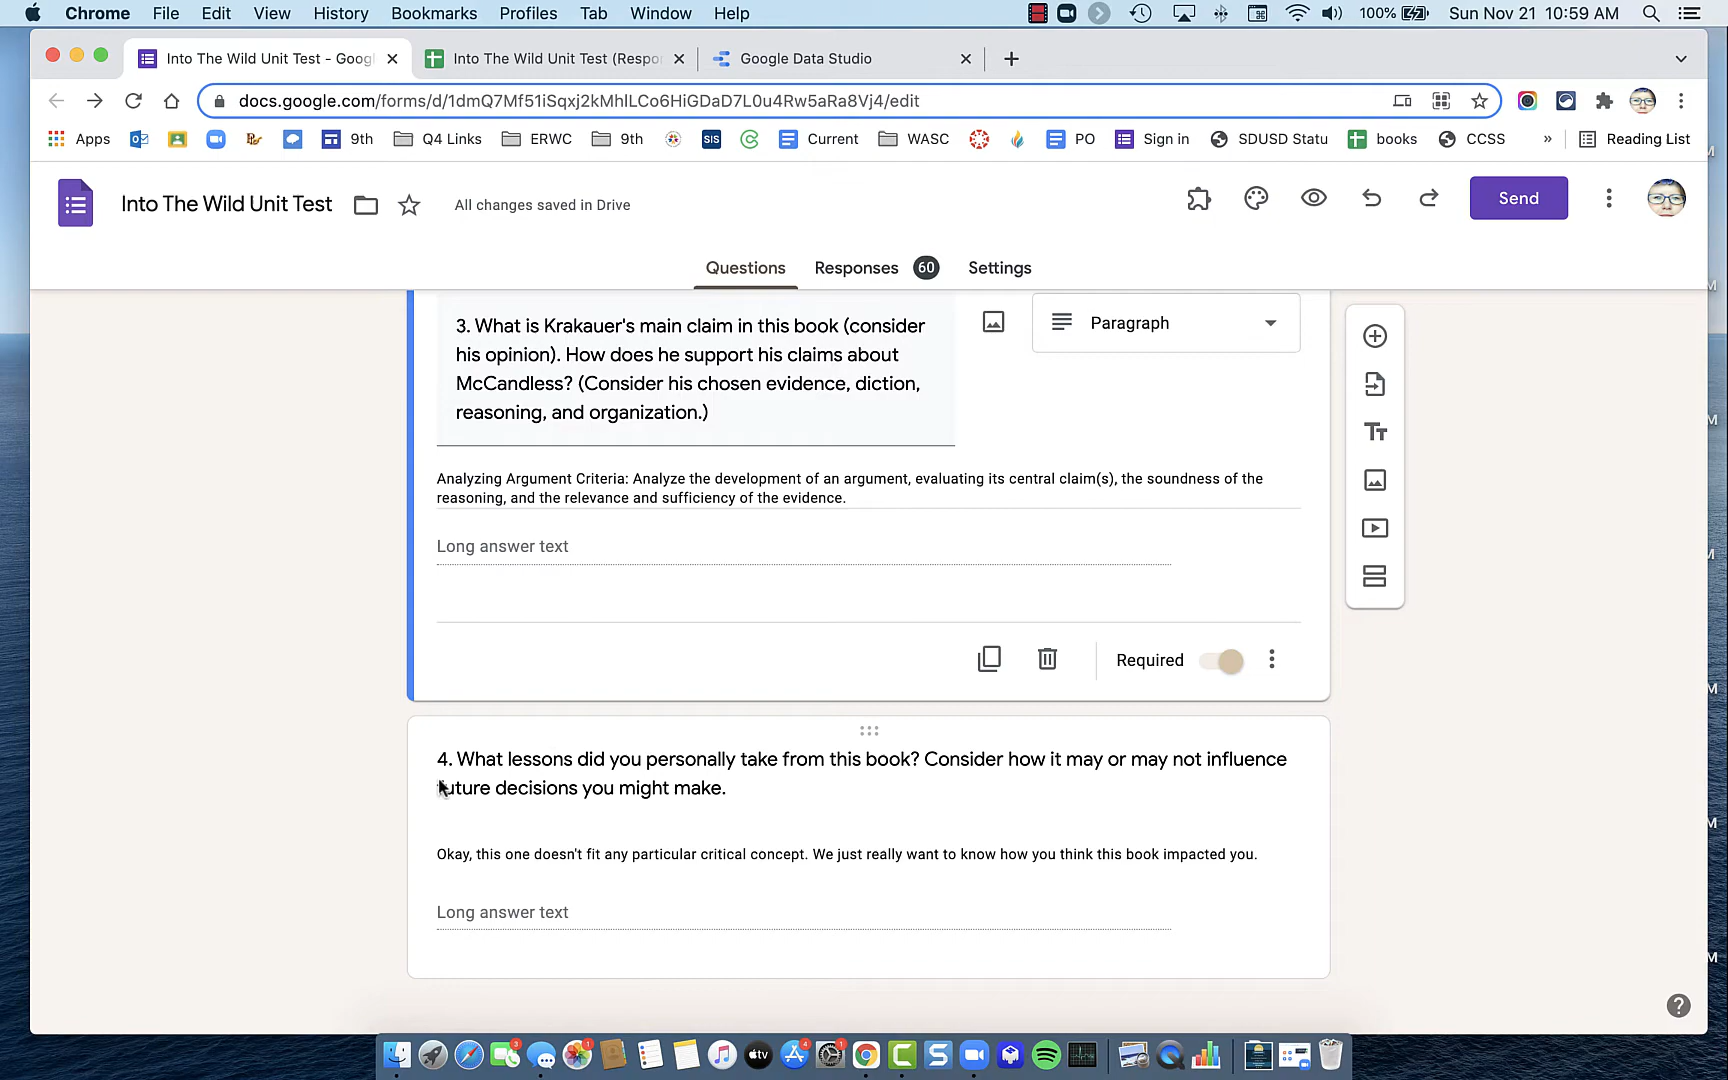 Chrome File Edit View History Bookmarks Profiles Tab Window Help 100% Sun Nov 21 10:59 AM
Into The Wild Unit Test - Goog Into The Wild Unit Test (Respo Google Data Studio
docs.google.com/forms/d/1dmQ7Mf51iSqxj2kMhILCo6HiGDaD7L0u4Rw5aRa8Vj4/edit
Apps 9th Q4 Links ERWC 9th SIS Current WASC PO Sign in SDUSD Statu books CCSS » Reading List
Into The Wild Unit Test All changes saved in Drive Send
Questions Responses 60 Settings
3. What is Krakauer's main claim in this book (consider
his opinion). How does he support his claims about
McCandless? (Consider his chosen evidence, diction,
reasoning, and organization.)
Paragraph
Analyzing Argument Criteria: Analyze the development of an argument, evaluating its central claim(s), the soundness of the
reasoning, and the relevance and sufficiency of the evidence.
Long answer text
Required
4. What lessons did you personally take from this book? Consider how it may or may not influence
future decisions you might make.
Okay, this one doesn't fit any particular critical concept. We just really want to know how you think this book impacted you.
Long answer text
3 1 tv 4 1